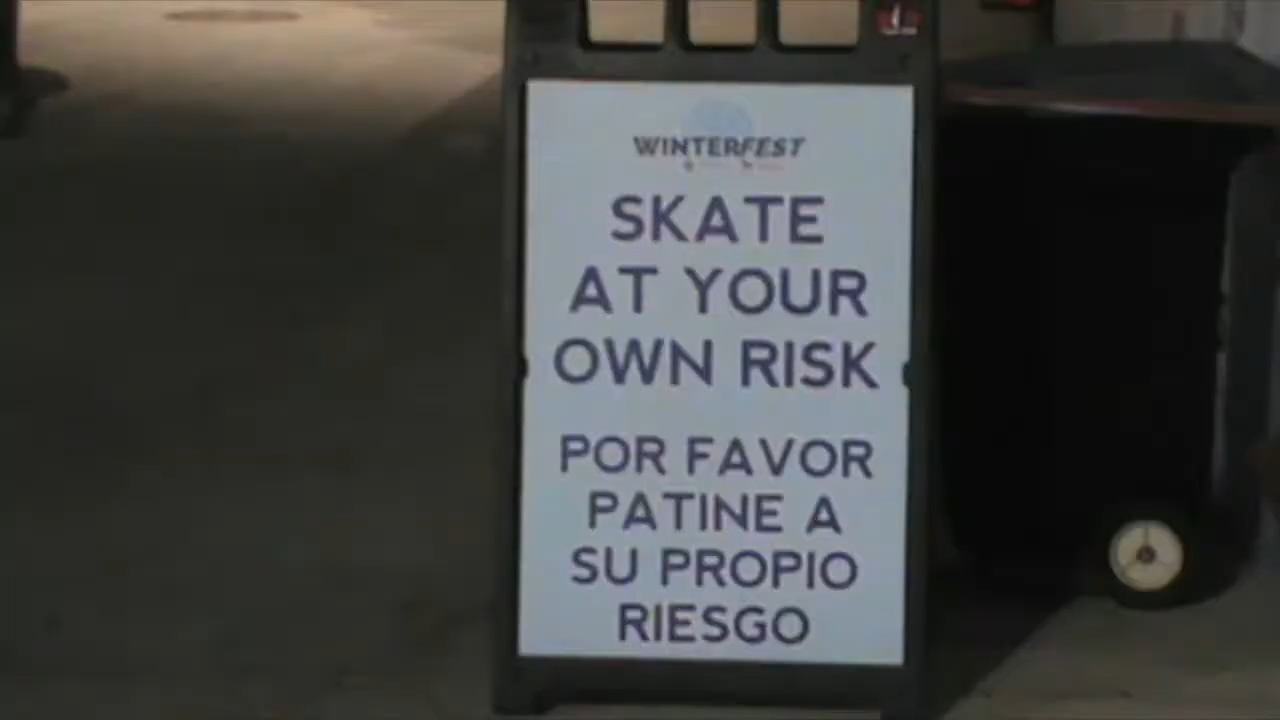 WINTERFEST
SKATE
AT YOUR
OWN RISK
POR FAVOR
PATINE A
SU PROPIO
RIESGO